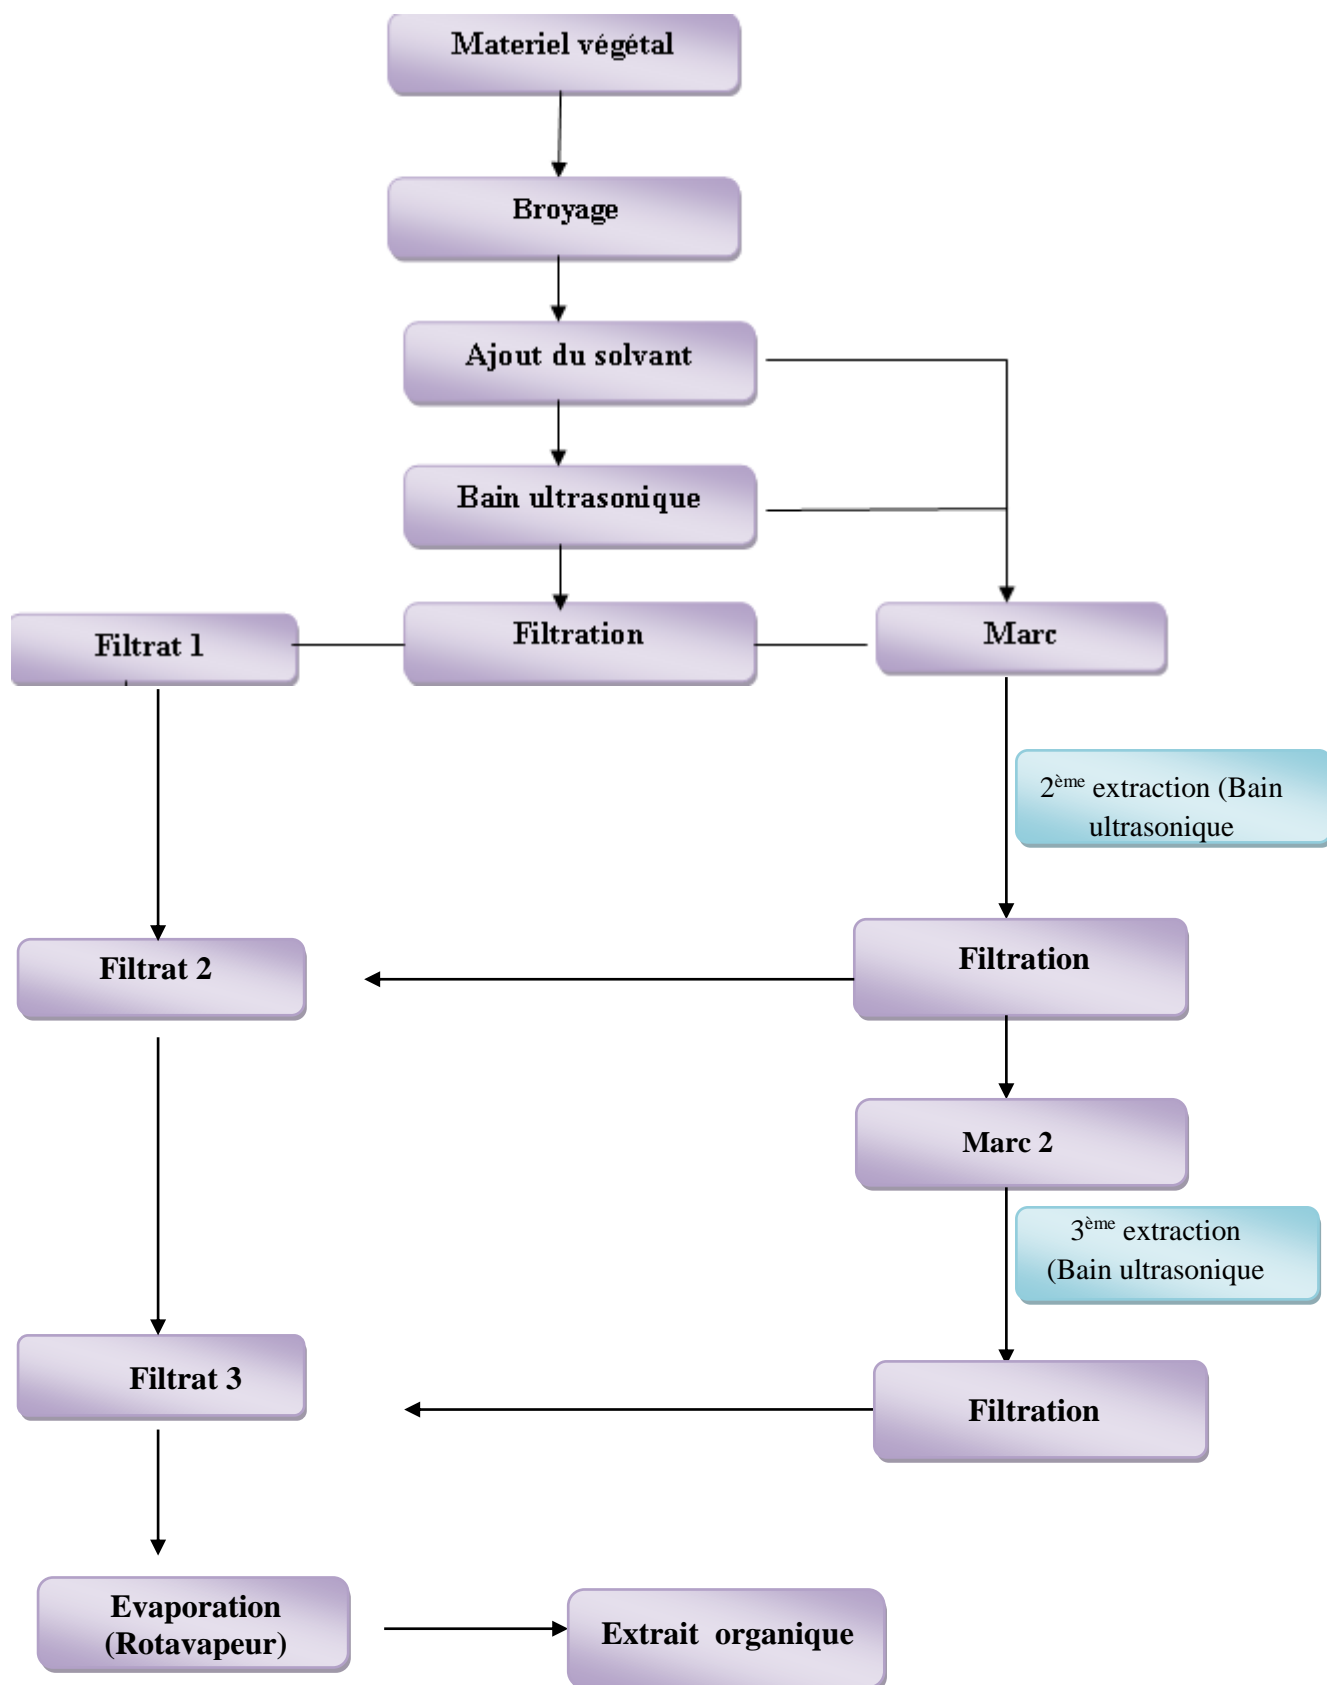 Materiel végétal
Broyage
Ajout du solvant
Bain ultrasonique
Filtrat 1
Filtration
Marc
2ème extraction (Bain
ultrasonique
Filtrat 2
Filtration
Marc 2
3ème extraction
(Bain ultrasonique
Filtrat 3
Filtration
Evaporation
(Rotavapeur)
Extrait organique